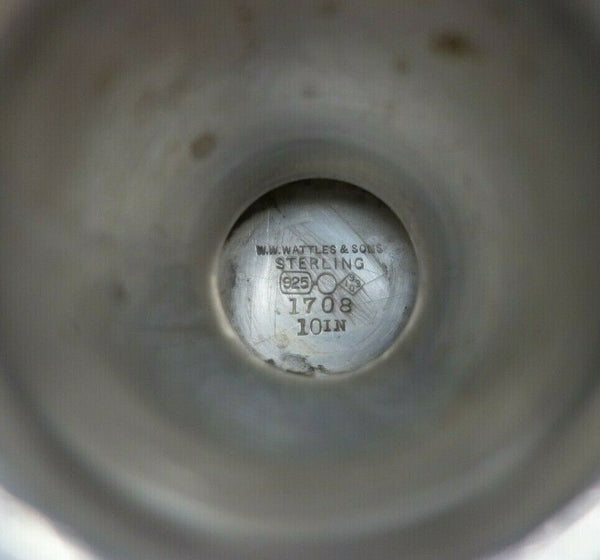 W.W. WATTLES & SONS
STERLING
925
1708
10IN